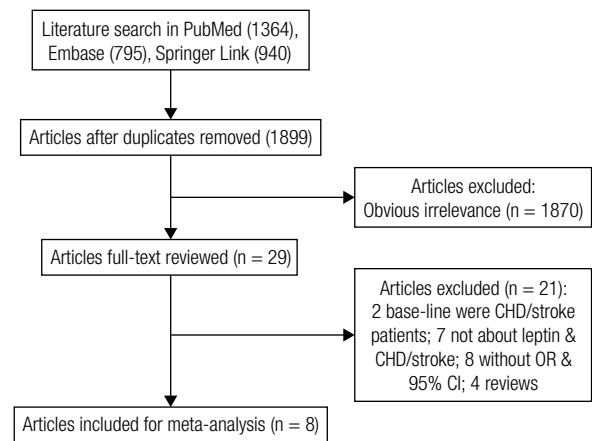 Literature search in PubMed (1364),
Embase (795), Springer Link (940)
Articles after duplicates removed (1899)
Articles excluded:
Obvious irrelevance (n = 1870)
Articles full-text reviewed (n = 29)
Articles excluded (n = 21):
2 base-line were CHD/stroke
patients; 7 not about leptin &
CHD/stroke; 8 without OR &
95% CI; 4 reviews
Articles included for meta-analysis (n = 8)